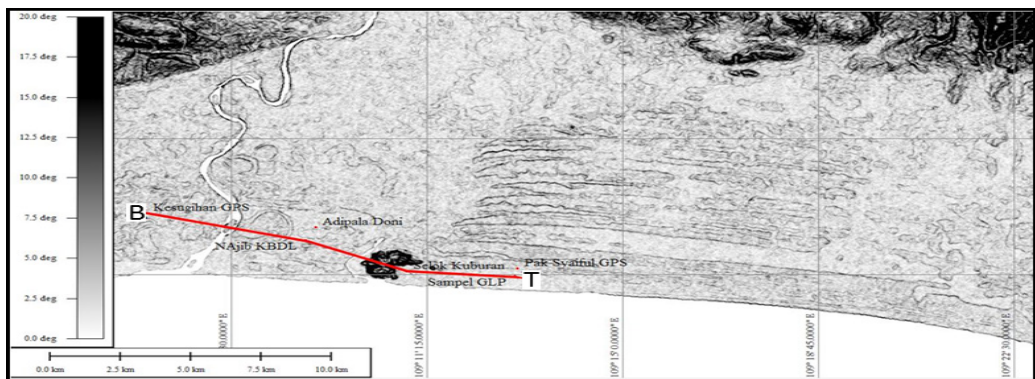 20.0 deg
17.5 deg
15.0 deg
12.5 deg
10.0 deg
7.5 deg
5.0 deg
2.5 deg
0.0 deg
B
Kesugihan GPS
Adipala Doni
NAjib KBDL
Selok Kuburan
Pak Syaiful GPS
Sampel GLP
T
109° 11'15.0000" E
109° 15'0.0000" E
109° 18'45.0000" E
109° 22'30.0000" E
0.0 km
2.5 km
5.0 km
7.5 km
10.0 km